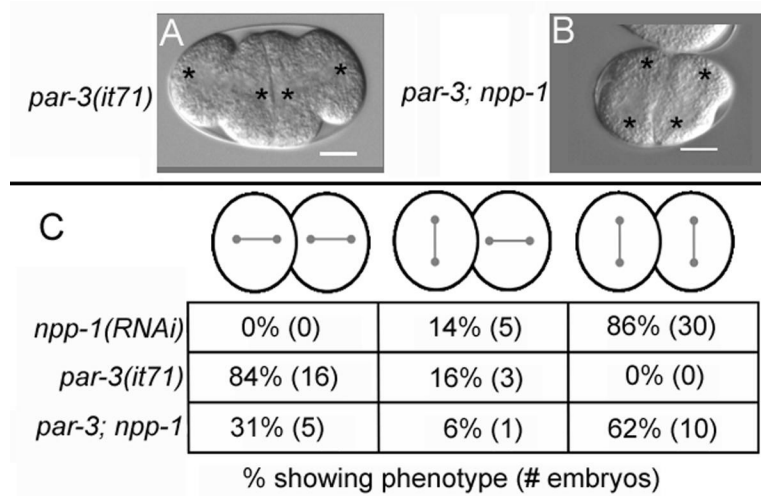 A
B
par-3(it71)
* * * *
par-3; npp-1
* * * *
C
npp-1(RNAi) 0% (0) 14% (5) 86% (30)
par-3(it71) 84% (16) 16% (3) 0% (0)
par-3; npp-1 31% (5) 6% (1) 62% (10)
% showing phenotype (# embryos)